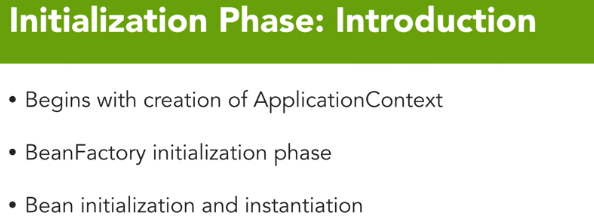 Initialization Phase: Introduction
• Begins with creation of ApplicationContext
• BeanFactory initialization phase
• Bean initialization and instantiation